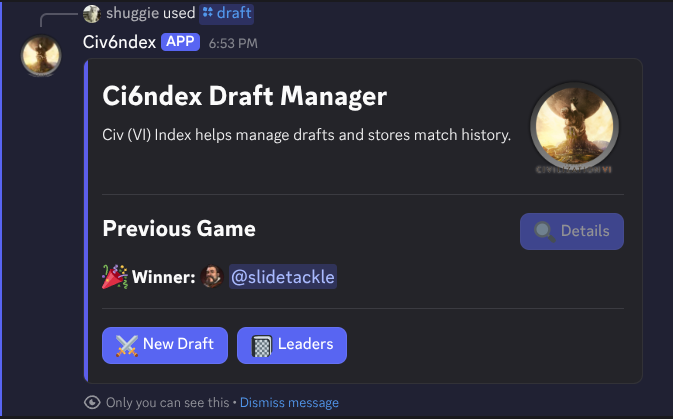 shuggie used draft
Civ6ndex APP 6:53 PM
Ci6ndex Draft Manager
Civ (VI) Index helps manage drafts and stores match history.
CIVILIZATION VI
Previous Game
Details
Winner: @slidetackle
New Draft Leaders
Only you can see this • Dismiss message